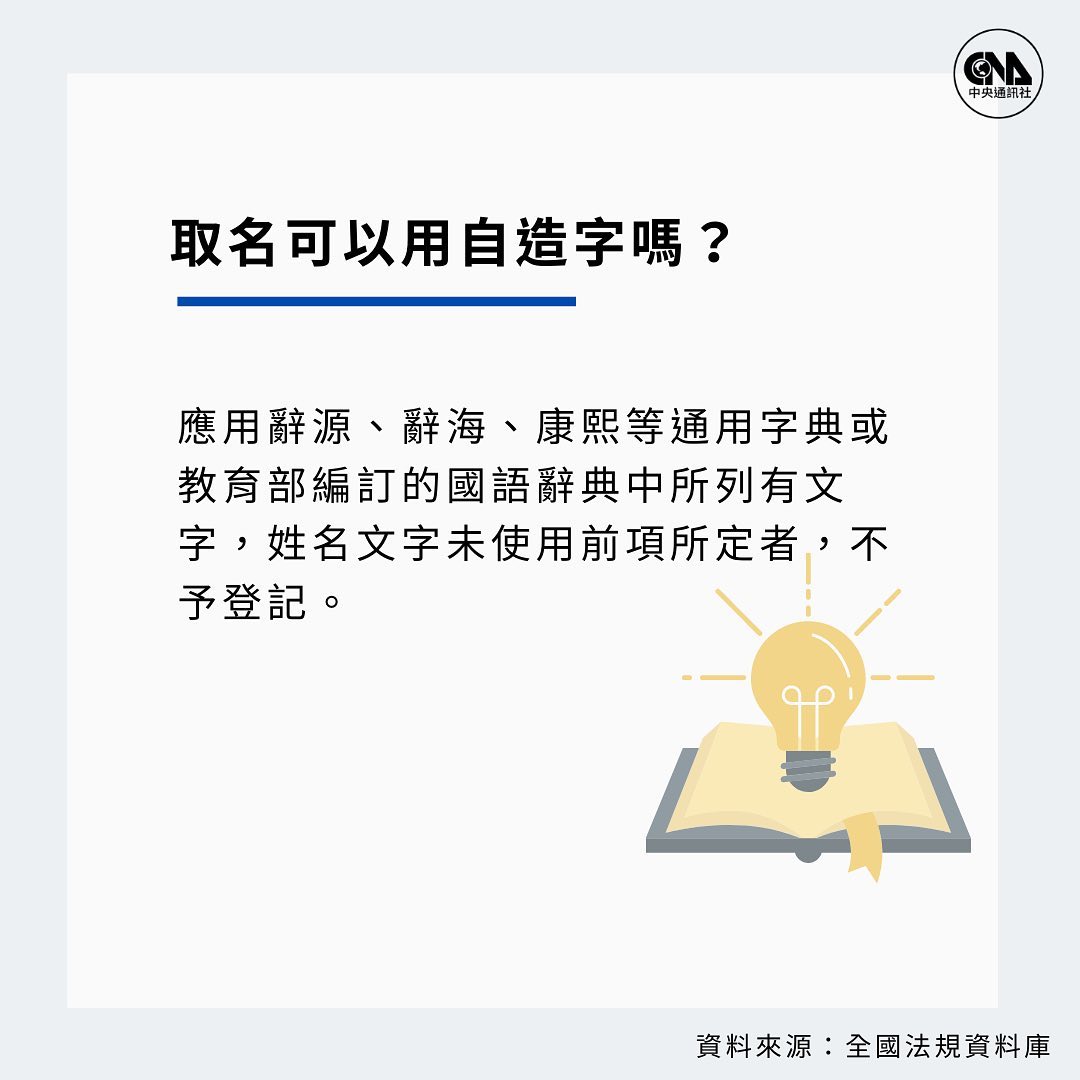 CNA
中央通訊社
取名可以用自造字嗎？
應用辭源、辭海、康熙等通用字典或
教育部編訂的國語辭典中所列有文
字，姓名文字未使用前項所定者，不
予登記。
資料來源：全國法規資料庫